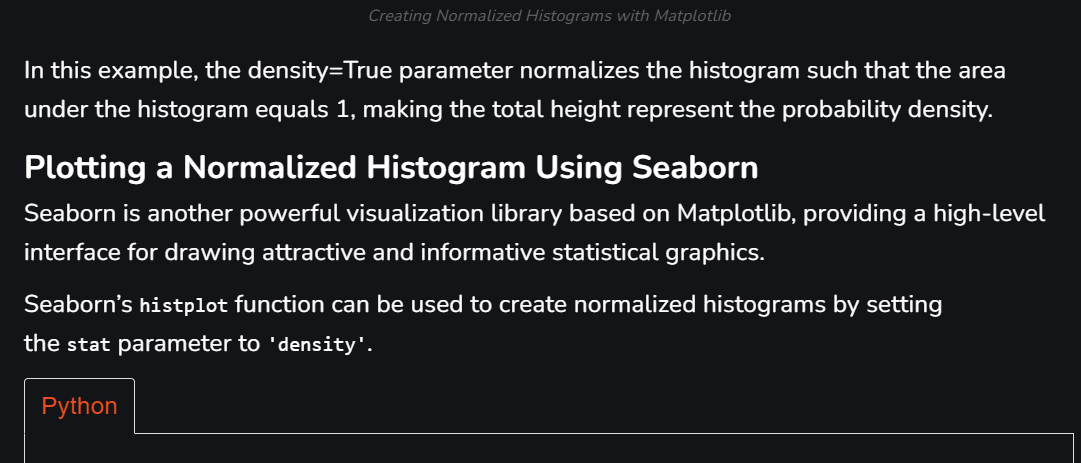 Creating Normalized Histograms with Matplotlib
In this example, the density=True parameter normalizes the histogram such that the area
under the histogram equals 1, making the total height represent the probability density.
Plotting a Normalized Histogram Using Seaborn
Seaborn is another powerful visualization library based on Matplotlib, providing a high-level
interface for drawing attractive and informative statistical graphics.
Seaborn’s histplot function can be used to create normalized histograms by setting
the stat parameter to 'density'.
Python